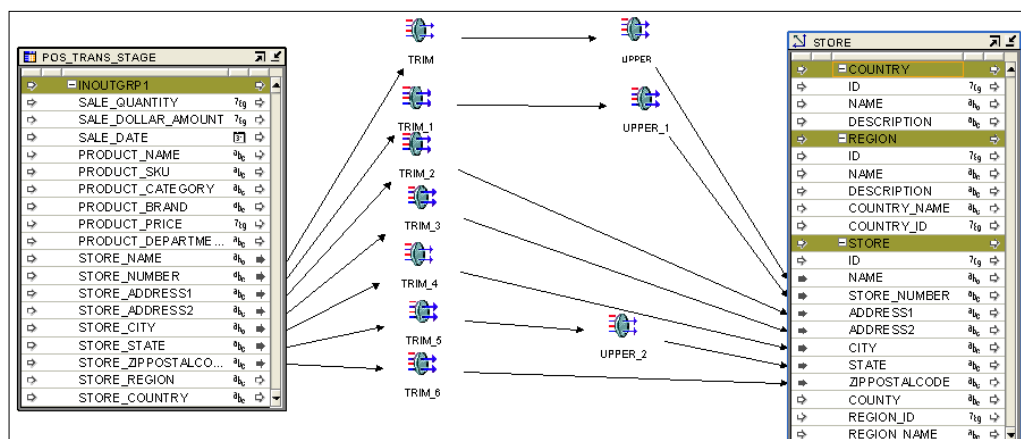 POS_TRANS_STAGE
INOUTGRP1
SALE_QUANTITY
SALE_DOLLAR_AMOUNT
SALE_DATE
PRODUCT_NAME
PRODUCT_SKU
PRODUCT_CATEGORY
PRODUCT_BRAND
PRODUCT_PRICE
PRODUCT_DEPARTME...
STORE_NAME
STORE_NUMBER
STORE_ADDRESS1
STORE_ADDRESS2
STORE_CITY
STORE_STATE
STORE_ZIPPOSTALCO...
STORE_REGION
STORE_COUNTRY
TRIM
TRIM_1
TRIM_2
TRIM_3
TRIM_4
TRIM_5
TRIM_6
UPPER
UPPER_1
UPPER_2
STORE
COUNTRY
ID
NAME
DESCRIPTION
REGION
ID
NAME
DESCRIPTION
COUNTRY_NAME
COUNTRY_ID
STORE
ID
NAME
STORE_NUMBER
ADDRESS1
ADDRESS2
CITY
STATE
ZIPPOSTALCODE
COUNTY
REGION_ID
REGION_NAME